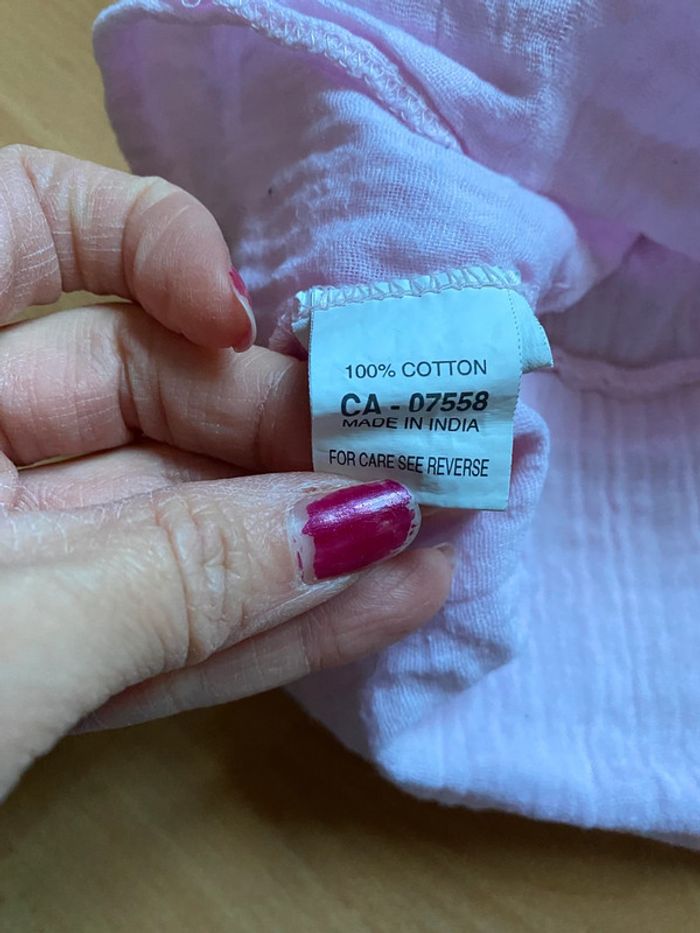 100% COTTON
CA - 07558
MADE IN INDIA
FOR CARE SEE REVERSE